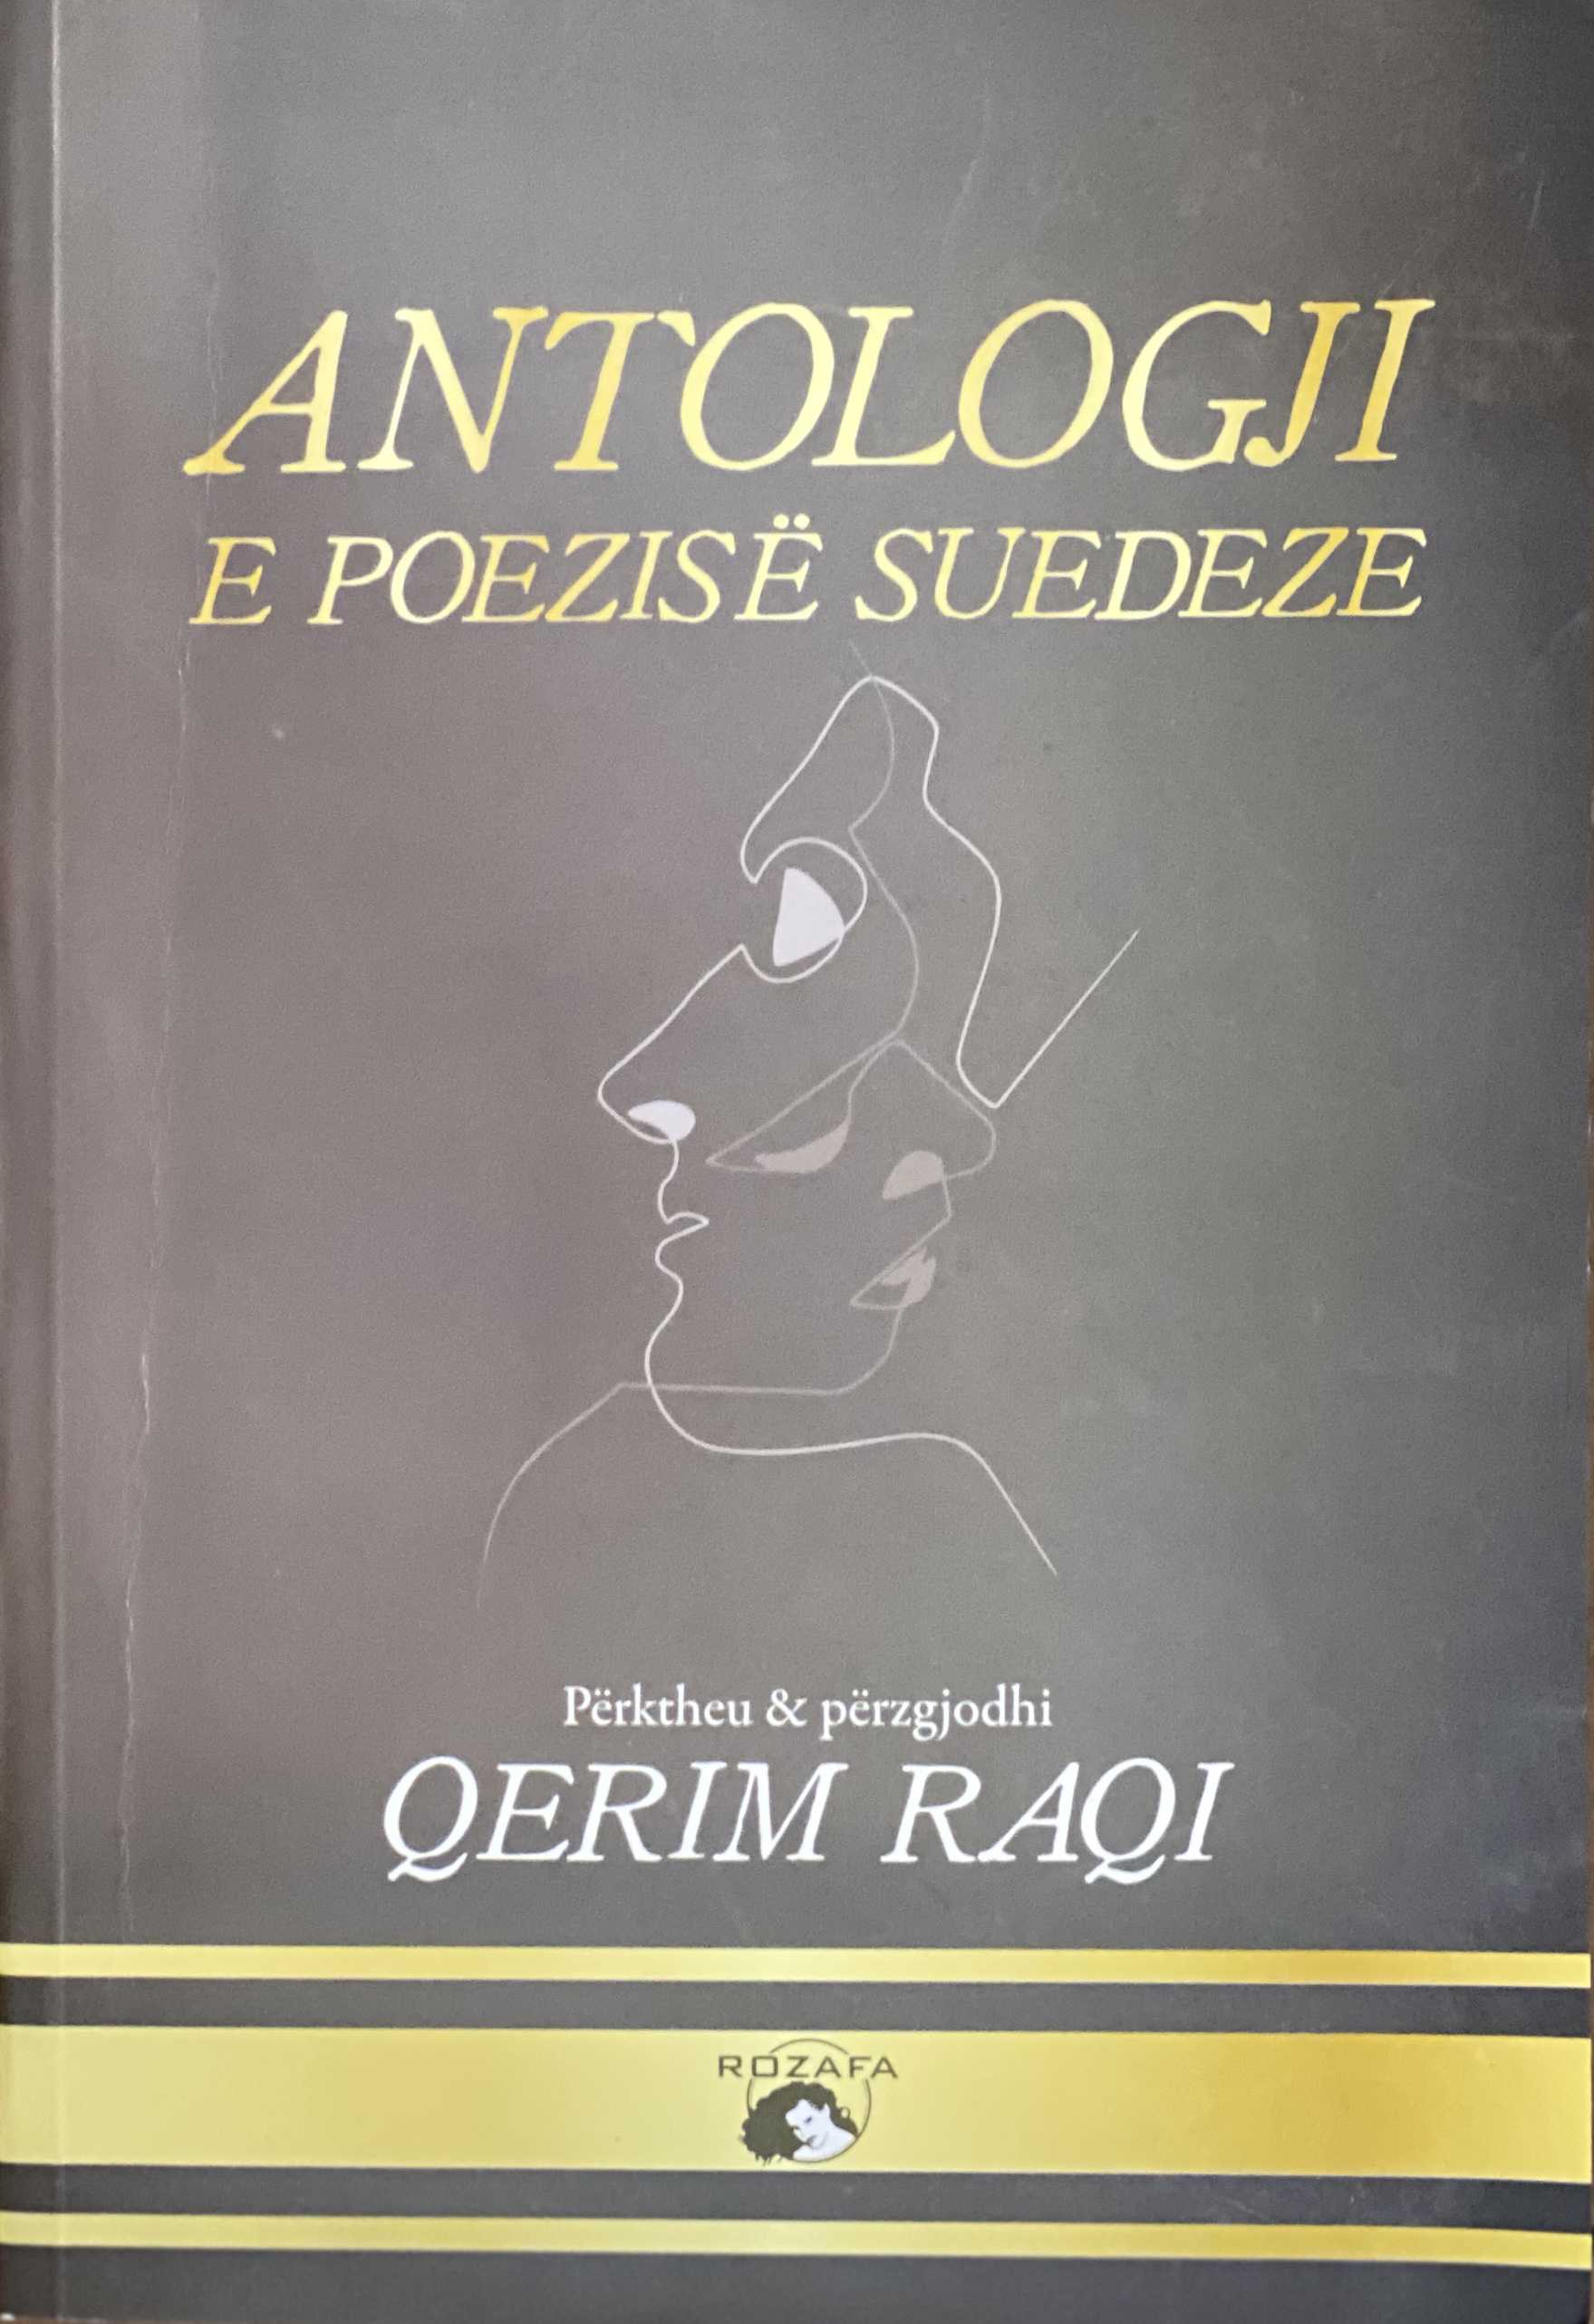 ANTOLOGJI
E POEZISË SUEDEZE
Përktheu & përzgjodhi
QERIM RAQI
ROZAFA